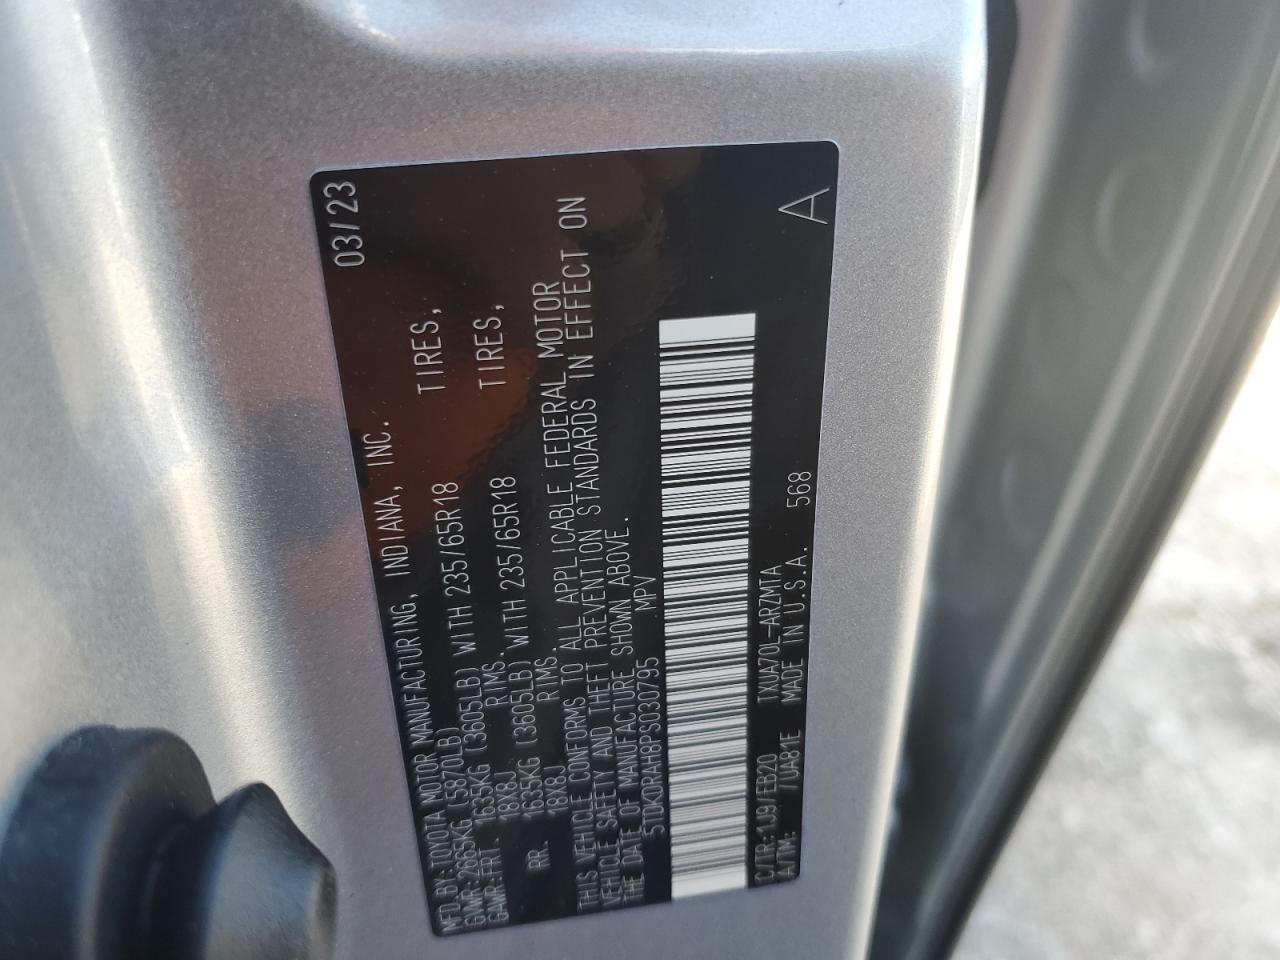 MFD.BY:TOYOTA MOTOR MANUFACTURING, INDIANA, INC. 03/23
GVWR:2665KG (5870LB)
GAWR:FRT. 1635KG (3605LB) WITH 235/65R18 TIRES,
18X8J RIMS.
RR. 1635KG (3605LB) WITH 235/65R18 TIRES,
18X8J RIMS.
THIS VEHICLE CONFORMS TO ALL APPLICABLE FEDERAL MOTOR
VEHICLE SAFETY AND THEFT PREVENTION STANDARDS IN EFFECT ON
THE DATE OF MANUFACTURE SHOWN ABOVE.
5TDKDRAH8PS030795 MPV
C/TR:1J9/EB20 TXUA70L-ARZMTA
A/TM: /UA81E MADE IN U.S.A. 568
A